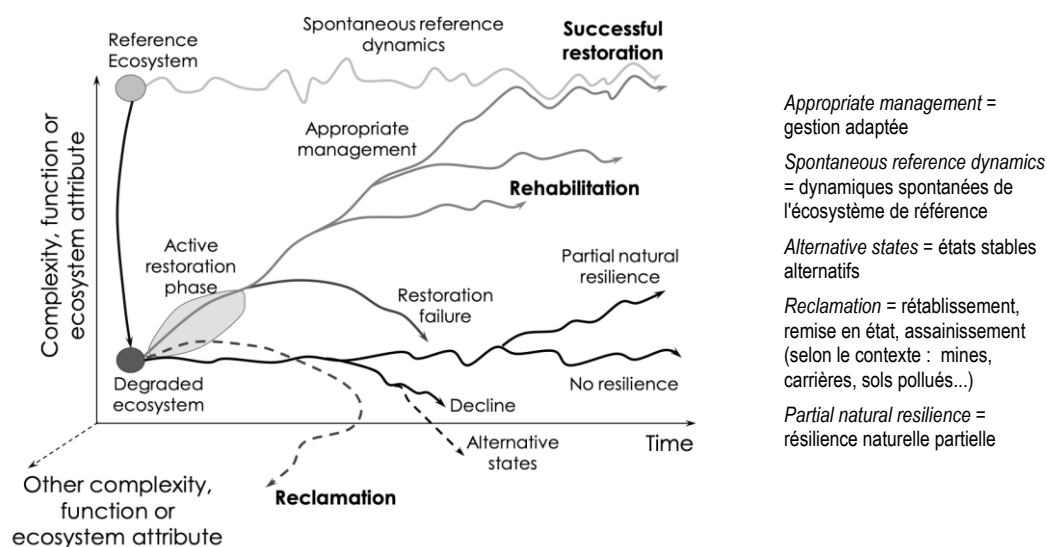 Reference
Ecosystem
Spontaneous reference
dynamics
Successful
restoration
Complexity, function or
ecosystem attribute
Appropriate
management
Rehabilitation
Active
restoration
phase
Partial natural
resilience
Restoration
failure
Degraded
ecosystem
No resilience
Decline
Alternative
states
Time
Reclamation
Other complexity,
function or
ecosystem attribute
Appropriate management =
gestion adaptée
Spontaneous reference dynamics
= dynamiques spontanées de
l'écosystème de référence
Alternative states = états stables
alternatifs
Reclamation = rétablissement,
remise en état, assainissement
(selon le contexte : mines,
carrières, sols pollués...)
Partial natural resilience =
résilience naturelle partielle